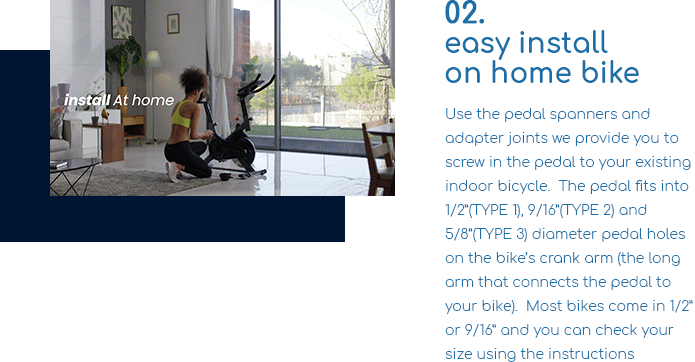 install At home
02.
easy install
on home bike
Use the pedal spanners and
adapter joints we provide you to
screw in the pedal to your existing
indoor bicycle.  The pedal fits into
1/2”(TYPE 1), 9/16”(TYPE 2) and
5/8”(TYPE 3) diameter pedal holes
on the bike’s crank arm (the long
arm that connects the pedal to
your bike).  Most bikes come in 1/2”
or 9/16” and you can check your
size using the instructions